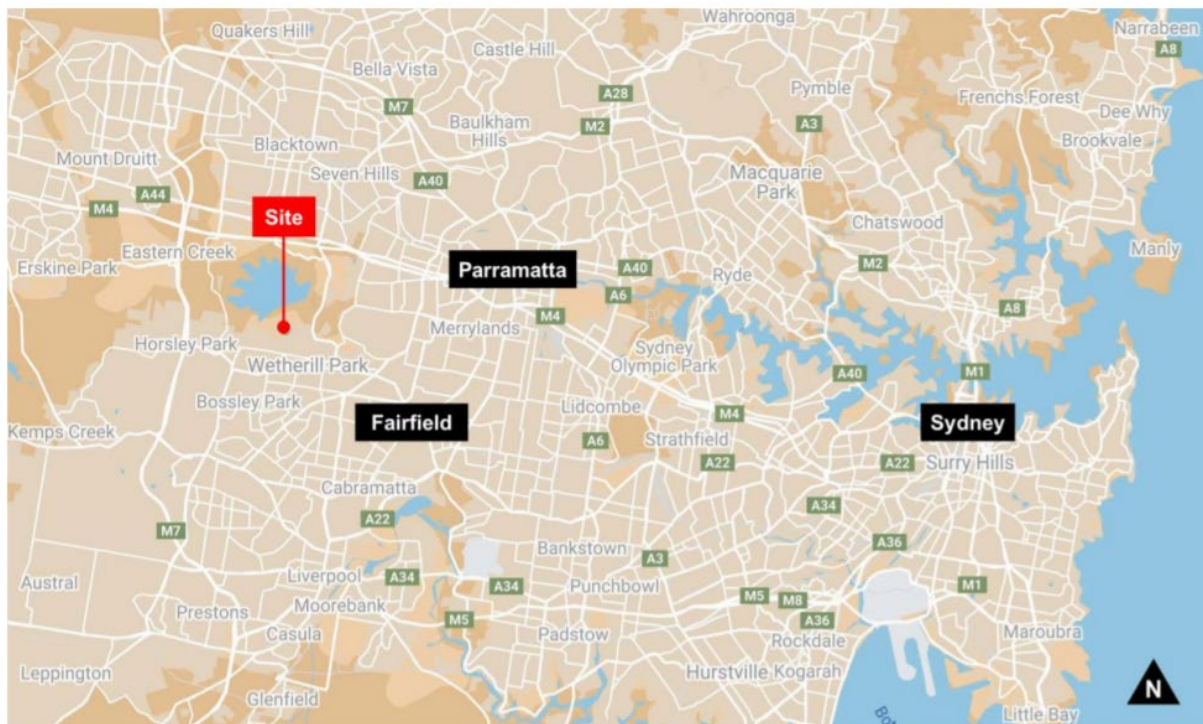 Wahroonga
Narrabeen
Quakers Hill
Castle Hill
A8
Bella Vista
Pymble
A28
Frenchs Forest
M7
Baulkham
Hills
M2
A3
Dee Why
Brookvale
Blacktown
Mount Druitt
Seven Hills
A40
Macquarie
Park
A44
M4
Site
Chatswood
Eastern Creek
Manly
Erskine Park
Parramatta
A40
Ryde
M2
A6
A8
M4
Merrylands
Horsley Park
Wetherill Park
Sydney
Olympic Park
A40
M1
Bossley Park
Lidcombe
M4
Fairfield
Sydney
Kemps Creek
A6
Strathfield
A22
A22
Surry Hills
Cabramatta
A22
A34
M7
A36
Bankstown
A3
Austral
Liverpool
A34
A34
Punchbowl
M5
M8
M1
Prestons
Moorebank
M5
A36
Casula
Padstow
Rockdale
Maroubra
Leppington
Hurstville
Kogarah
Glenfield
N
Little Bay